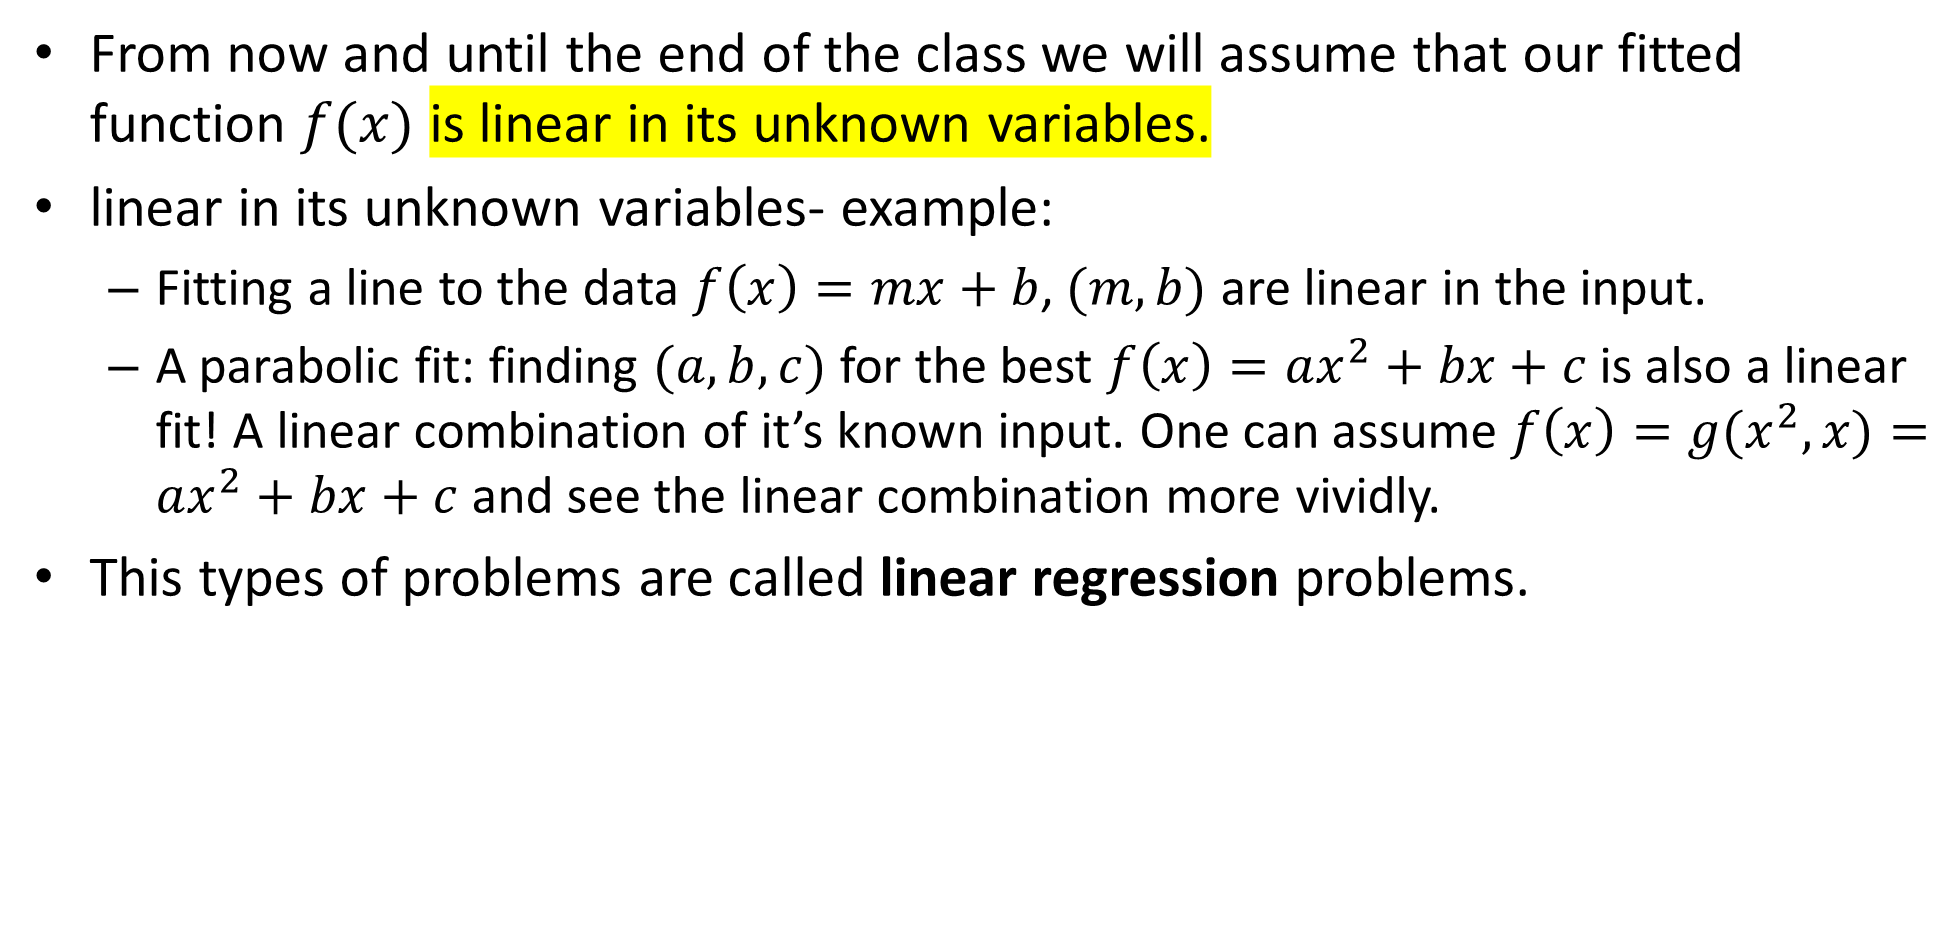 • From now and until the end of the class we will assume that our fitted
function f(x) is linear in its unknown variables.
• linear in its unknown variables- example:
– Fitting a line to the data f(x) = mx + b, (m, b) are linear in the input.
– A parabolic fit: finding (a, b, c) for the best f(x) = ax² + bx + c is also a linear
fit! A linear combination of it’s known input. One can assume f(x) = g(x², x) =
ax² + bx + c and see the linear combination more vividly.
• This types of problems are called linear regression problems.